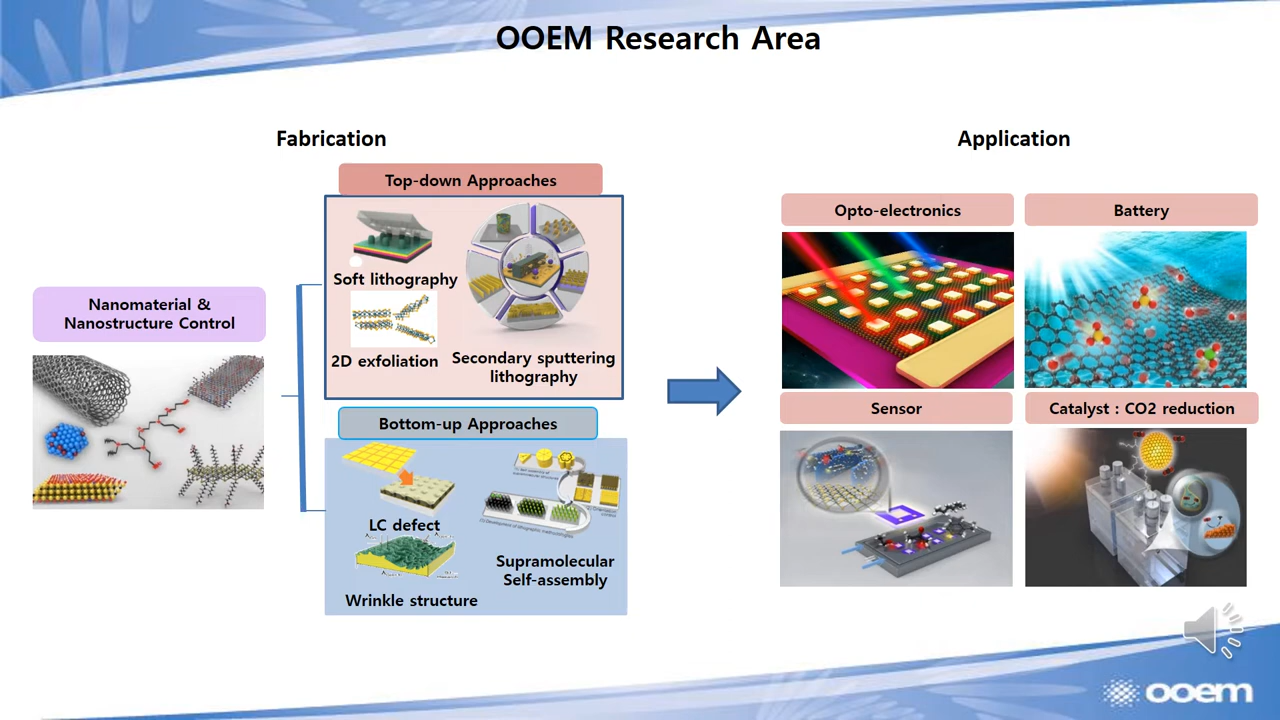 OOEM Research Area
Fabrication
Application
Nanomaterial &
Nanostructure Control
Top-down Approaches
Soft lithography
2D exfoliation
Secondary sputtering
lithography
Bottom-up Approaches
LC defect
Wrinkle structure
Supramolecular
Self-assembly
Opto-electronics
Battery
Sensor
Catalyst : CO2 reduction
ooem